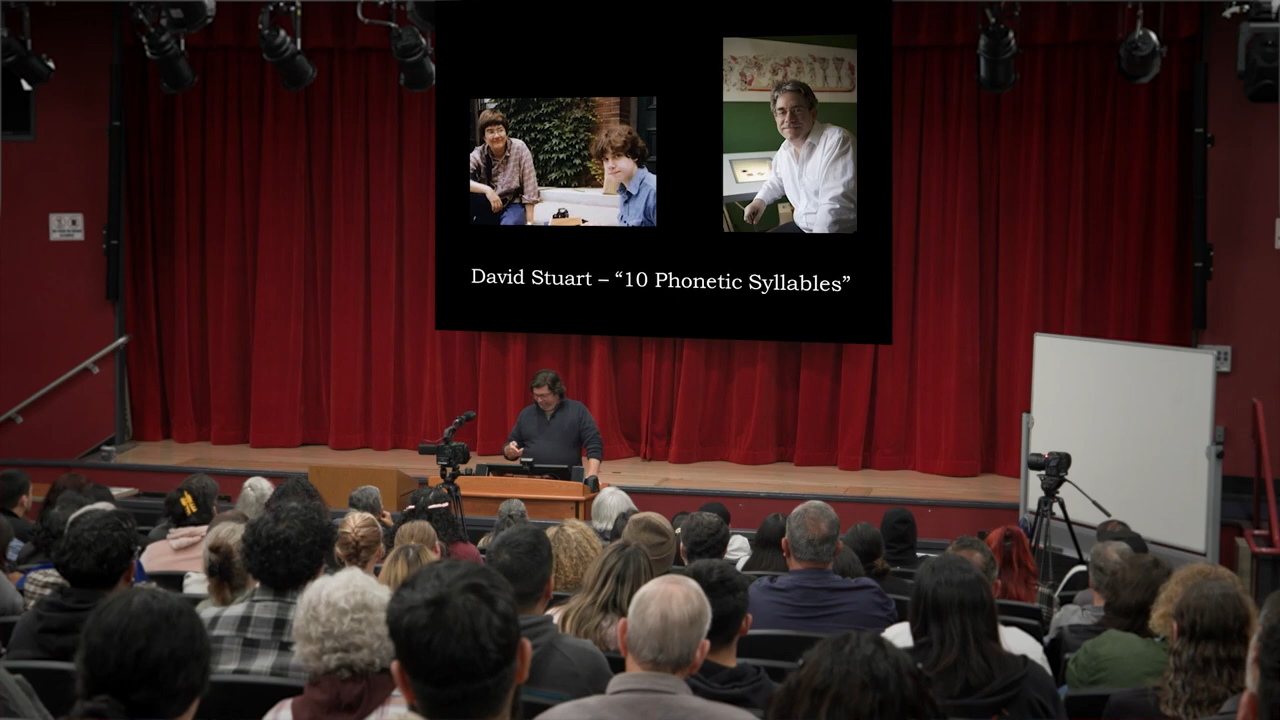 David Stuart – “10 Phonetic Syllables”